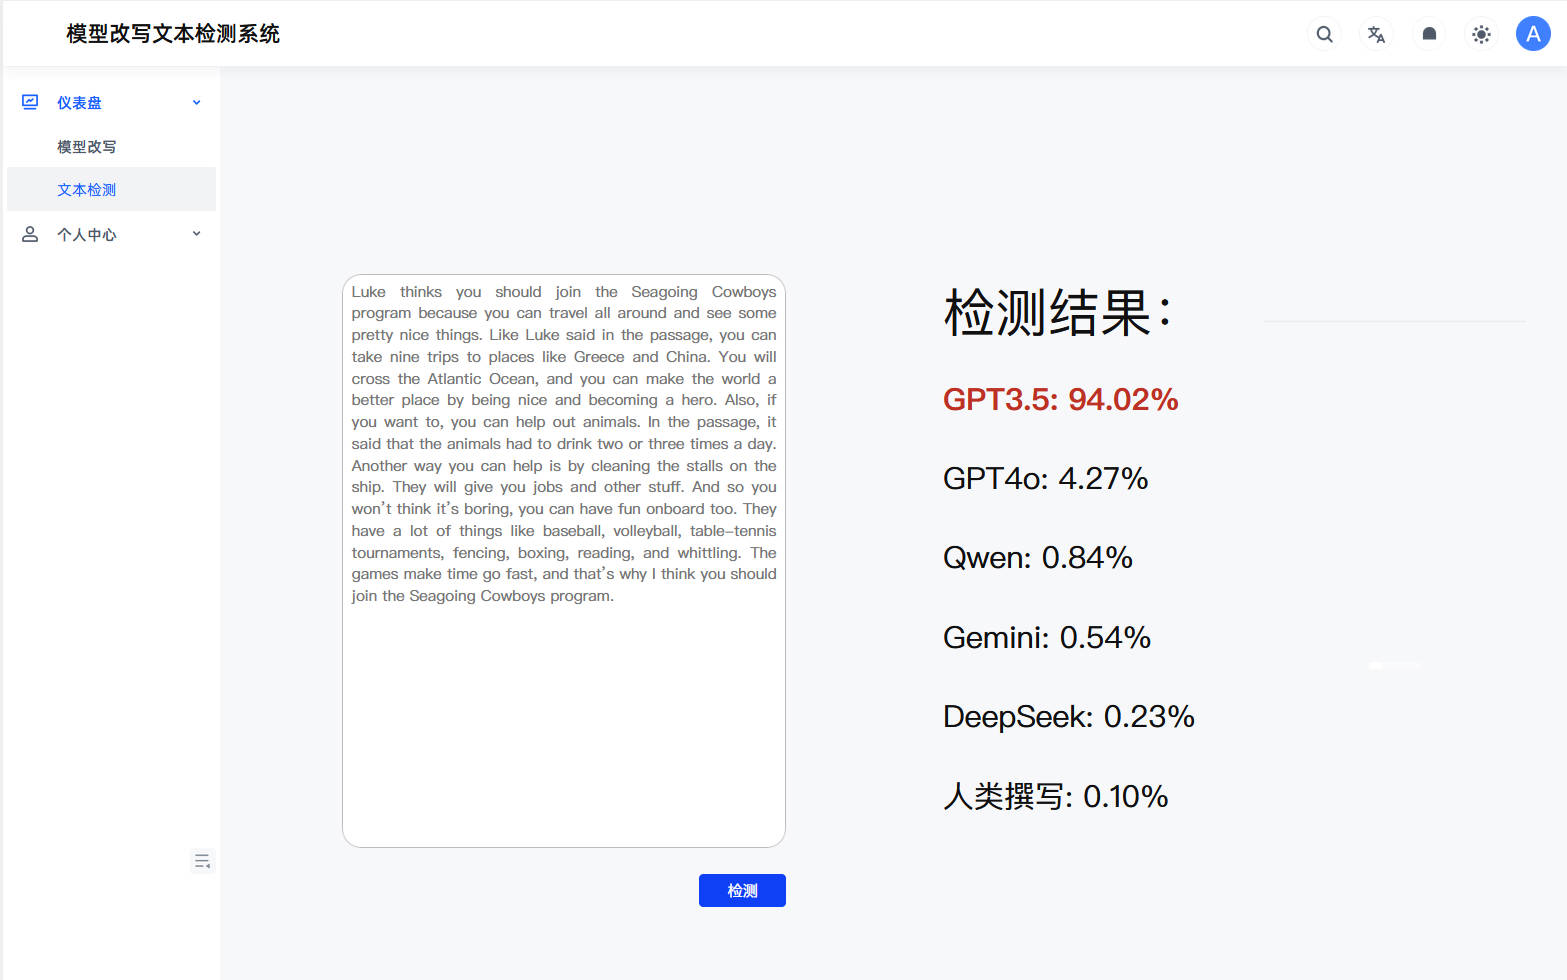 模型改写文本检测系统
A
仪表盘
模型改写
文本检测
个人中心
Luke thinks you should join the Seagoing Cowboys
program because you can travel all around and see some
pretty nice things. Like Luke said in the passage, you can
take nine trips to places like Greece and China. You will
cross the Atlantic Ocean, and you can make the world a
better place by being nice and becoming a hero. Also, if
you want to, you can help out animals. In the passage, it
said that the animals had to drink two or three times a day.
Another way you can help is by cleaning the stalls on the
ship. They will give you jobs and other stuff. And so you
won't think it's boring, you can have fun onboard too. They
have a lot of things like baseball, volleyball, table-tennis
tournaments, fencing, boxing, reading, and whittling. The
games make time go fast, and that's why I think you should
join the Seagoing Cowboys program.
检测
检测结果：
GPT3.5: 94.02%
GPT4o: 4.27%
Qwen: 0.84%
Gemini: 0.54%
DeepSeek: 0.23%
人类撰写: 0.10%